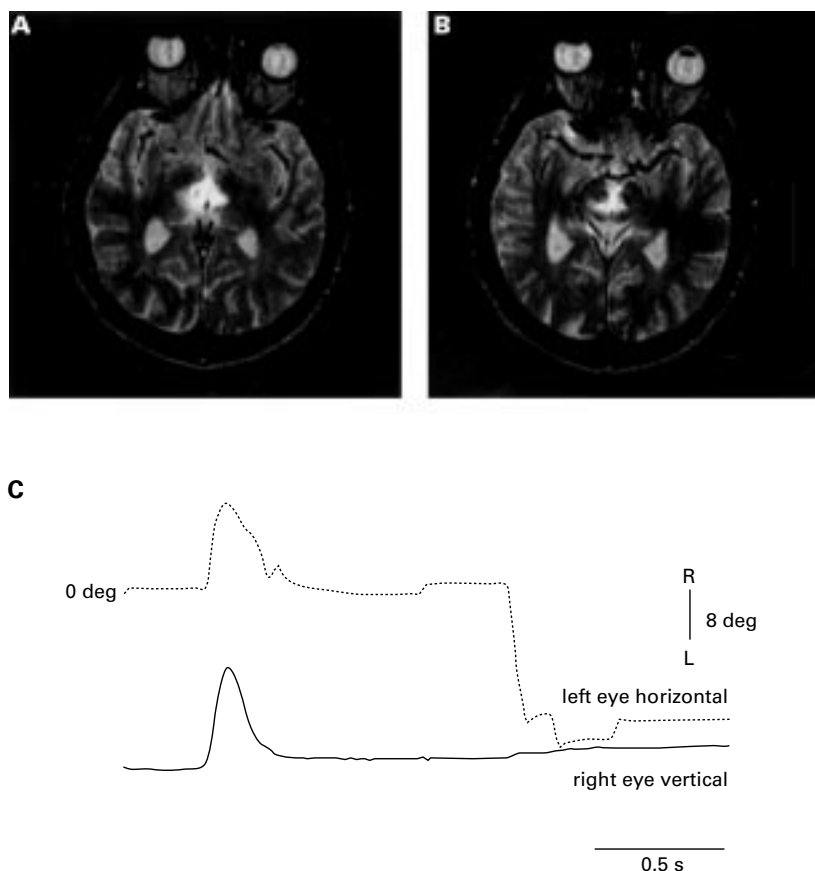 A
B
C
0 deg
R
8 deg
L
left eye horizontal
right eye vertical
0.5 s